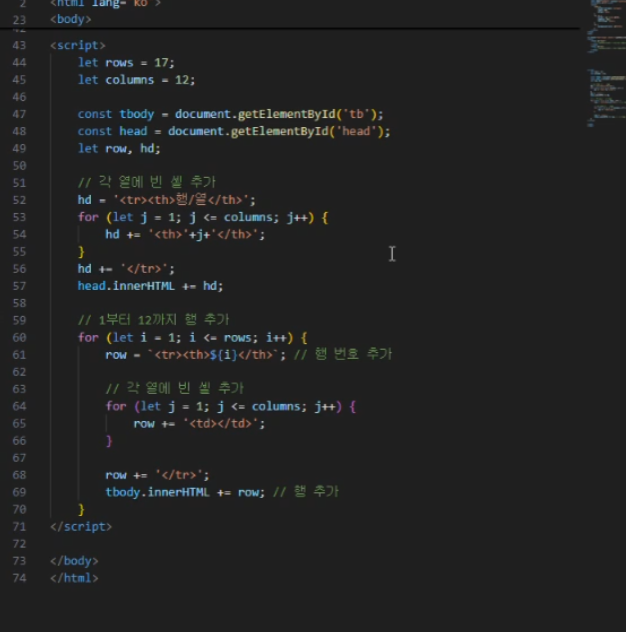 2 <html lang="ko">
23 <body>
42
43 <script>
44 let rows = 17;
45 let columns = 12;
46
47 const tbody = document.getElementById('tb');
48 const head = document.getElementById('head');
49 let row, hd;
50
51 // 각 열에 빈 셀 추가
52 hd = '<tr><th>행/열</th>';
53 for (let j = 1; j <= columns; j++) {
54 hd += '<th>'+j+'</th>';
55 }
56 hd += '</tr>';
57 head.innerHTML += hd;
58
59 // 1부터 12까지 행 추가
60 for (let i = 1; i <= rows; i++) {
61 row = `<tr><th>${i}</th>`; // 행 번호 추가
62
63 // 각 열에 빈 셀 추가
64 for (let j = 1; j <= columns; j++) {
65 row += '<td></td>';
66 }
67
68 row += '</tr>';
69 tbody.innerHTML += row; // 행 추가
70 }
71 </script>
72
73 </body>
74 </html>